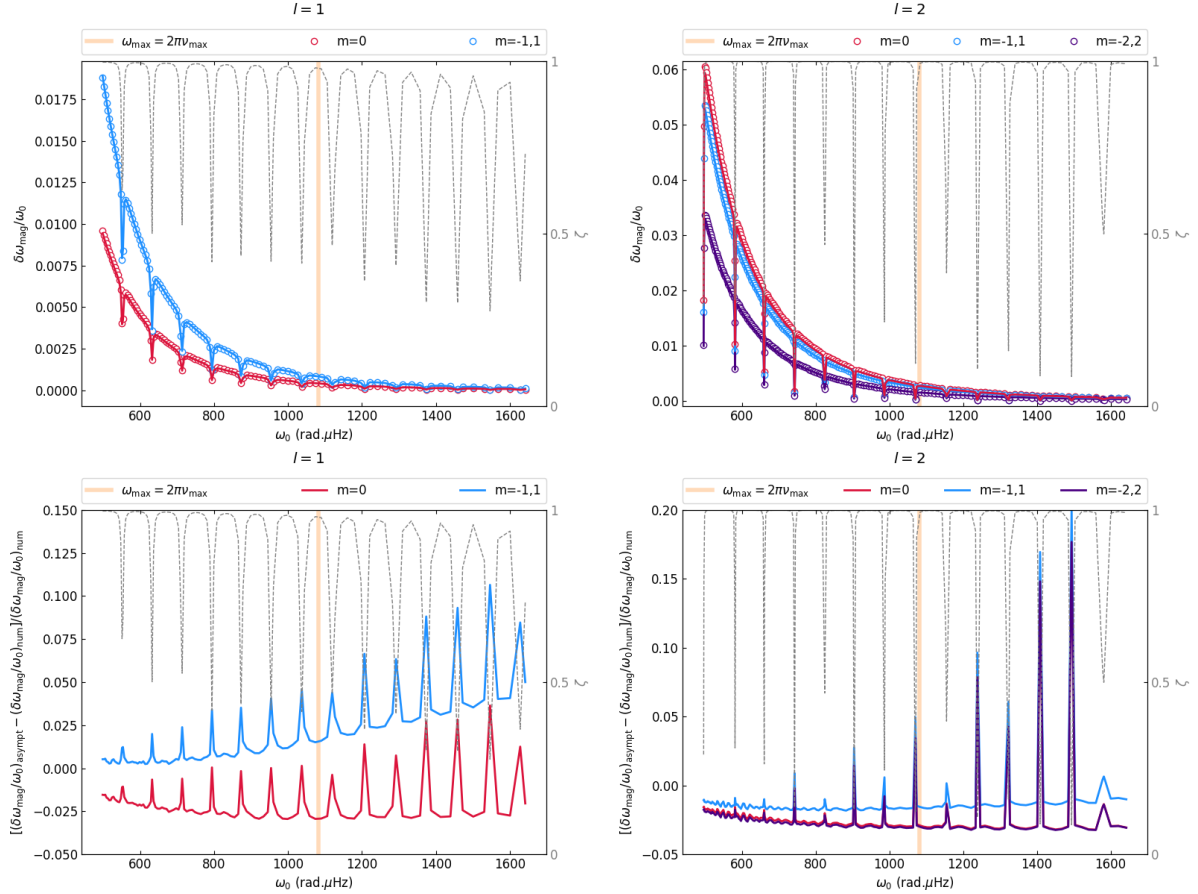 l = 1
ω_max = 2πν_max m=0 m=-1,1
0.0175
0.0150
0.0125
0.0100
0.0075
0.0050
0.0025
0.0000
δω_mag/ω_0
600 800 1000 1200 1400 1600
ω_0 (rad.μHz)
1
0.5
0
ζ
l = 2
ω_max = 2πν_max m=0 m=-1,1 m=-2,2
0.06
0.05
0.04
0.03
0.02
0.01
0.00
δω_mag/ω_0
600 800 1000 1200 1400 1600
ω_0 (rad.μHz)
1
0.5
0
ζ
l = 1
ω_max = 2πν_max m=0 m=-1,1
0.150
0.125
0.100
0.075
0.050
0.025
0.000
−0.025
−0.050
[(δω_mag/ω_0)_asympt − (δω_mag/ω_0)_num]/(δω_mag/ω_0)_num
600 800 1000 1200 1400 1600
ω_0 (rad.μHz)
1
0.5
0
ζ
l = 2
ω_max = 2πν_max m=0 m=-1,1 m=-2,2
0.20
0.15
0.10
0.05
0.00
−0.05
[(δω_mag/ω_0)_asympt − (δω_mag/ω_0)_num]/(δω_mag/ω_0)_num
600 800 1000 1200 1400 1600
ω_0 (rad.μHz)
1
0.5
0
ζ